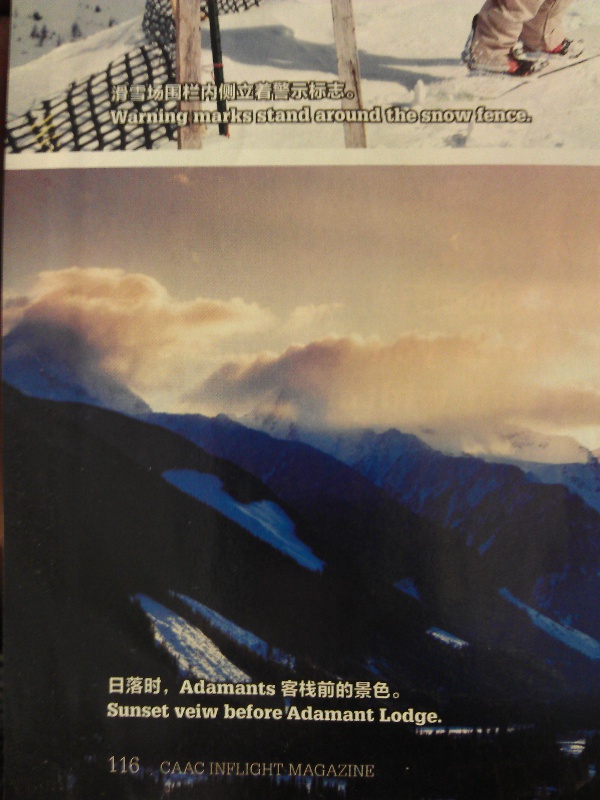 滑雪场围栏内侧立着警示标志。
Warning marks stand around the snow fence.
日落时，Adamants 客栈前的景色。
Sunset veiw before Adamant Lodge.
116 CAAC INFLIGHT MAGAZINE